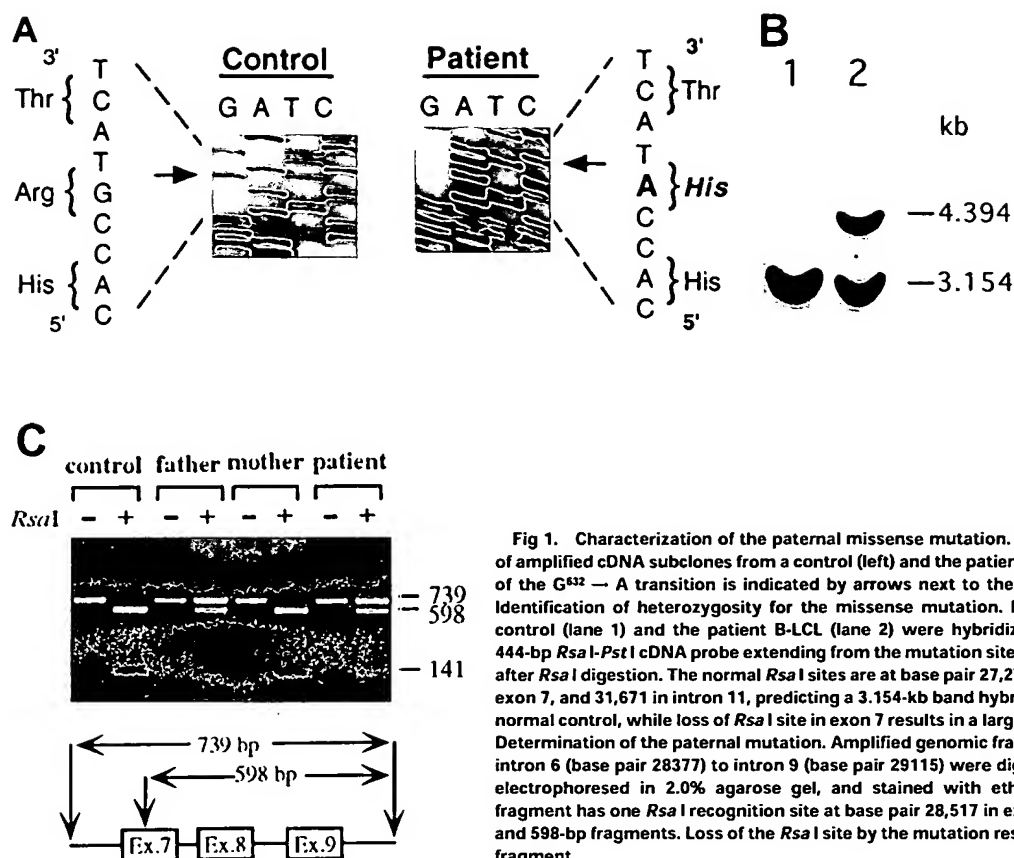 A
Control
Patient
3'
T
C
A
T
G
C
C
A
C
5'
Thr
Arg
His
G A T C
G A T C
3'
T
C
A
T
A
C
C
A
C
5'
Thr
His
His
B
1 2
kb
4.394
3.154
C
control father mother patient
RsaI - + - + - + - +
739
598
141
739 bp
598 bp
Ex.7 Ex.8 Ex.9
Fig 1. Characterization of the paternal missense mutation.
of amplified cDNA subclones from a control (left) and the patien
of the G632 → A transition is indicated by arrows next to the
Identification of heterozygosity for the missense mutation.
control (lane 1) and the patient B-LCL (lane 2) were hybridiz
444-bp Rsa I-Pst I cDNA probe extending from the mutation site
after Rsa I digestion. The normal Rsa I sites are at base pair 27,2
exon 7, and 31,671 in intron 11, predicting a 3.154-kb band hybr
normal control, while loss of Rsa I site in exon 7 results in a larg
Determination of the paternal mutation. Amplified genomic fra
intron 6 (base pair 28377) to intron 9 (base pair 29115) were dig
electrophoresed in 2.0% agarose gel, and stained with eth
fragment has one Rsa I recognition site at base pair 28,517 in e
and 598-bp fragments. Loss of the Rsa I site by the mutation res
fragment